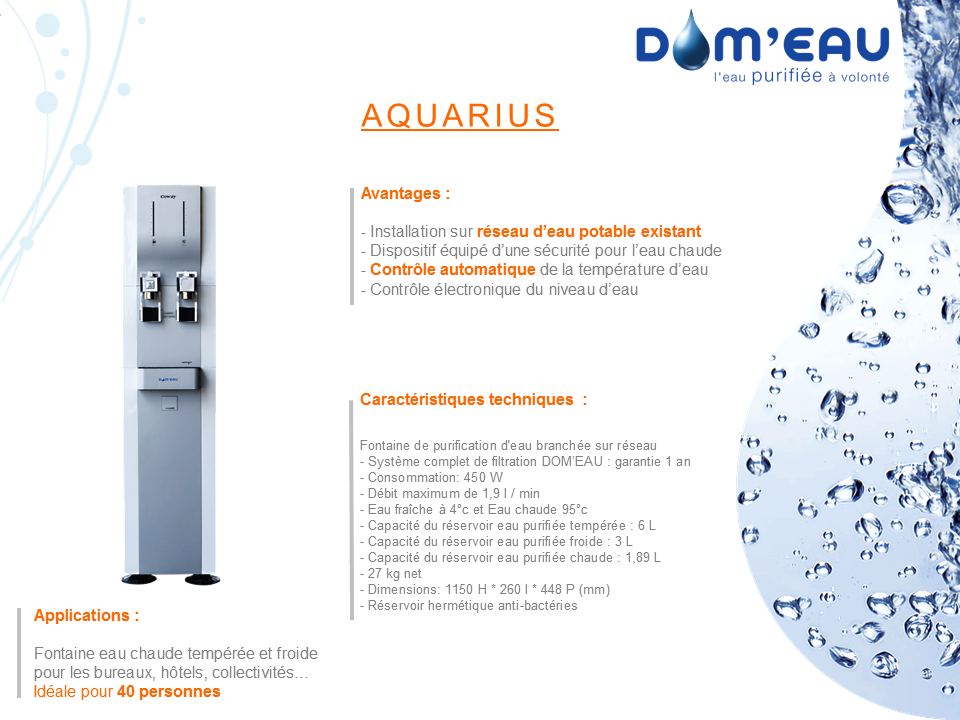 DOM'EAU
l'eau purifiée à volonté
AQUARIUS
Avantages :
- Installation sur réseau d’eau potable existant
- Dispositif équipé d’une sécurité pour l’eau chaude
- Contrôle automatique de la température d’eau
- Contrôle électronique du niveau d’eau
Coway
DOM'EAU
Caractéristiques techniques  :
Fontaine de purification d'eau branchée sur réseau
- Système complet de filtration DOM'EAU : garantie 1 an
- Consommation: 450 W
- Débit maximum de 1,9 l / min
- Eau fraîche à 4°c et Eau chaude 95°c
- Capacité du réservoir eau purifiée tempérée : 6 L
- Capacité du réservoir eau purifiée froide : 3 L
- Capacité du réservoir eau purifiée chaude : 1,89 L
- 27 kg net
- Dimensions: 1150 H * 260 l * 448 P (mm)
- Réservoir hermétique anti-bactéries
Applications :
Fontaine eau chaude tempérée et froide
pour les bureaux, hôtels, collectivités…
Idéale pour 40 personnes